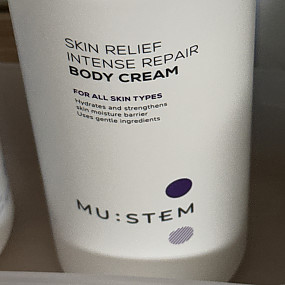 SKIN RELIEF
INTENSE REPAIR
BODY CREAM
FOR ALL SKIN TYPES
Hydrates and strengthens
skin moisture barrier
Uses gentle ingredients
MU:STEM